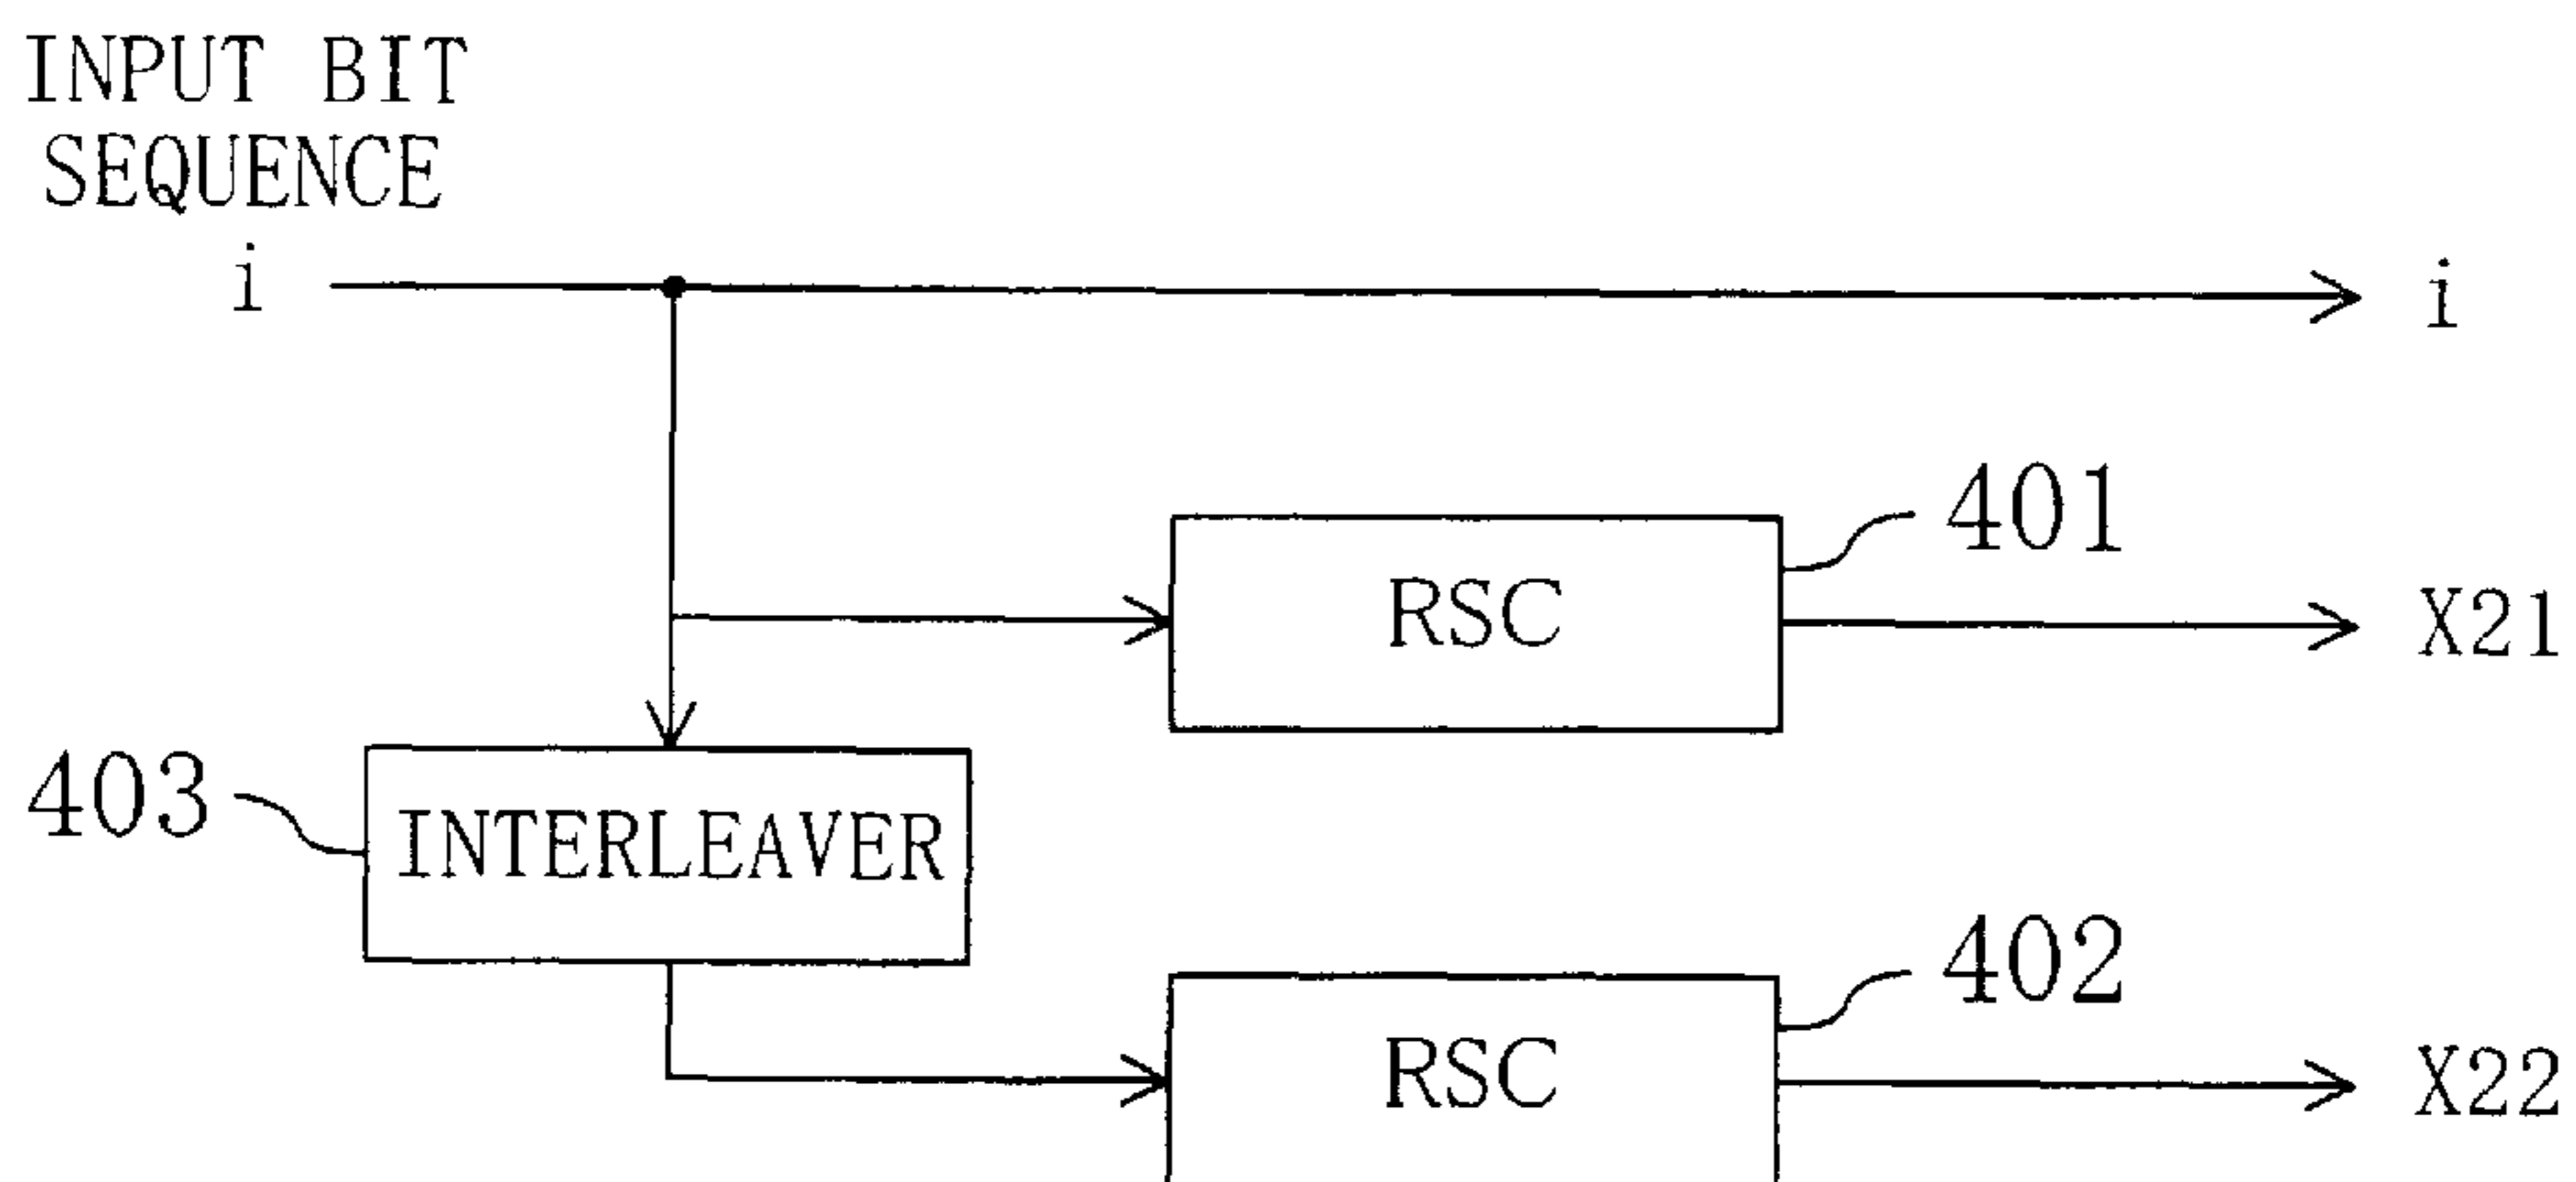 INPUT BIT
SEQUENCE
i
i
401
RSC
X21
403
INTERLEAVER
402
RSC
X22